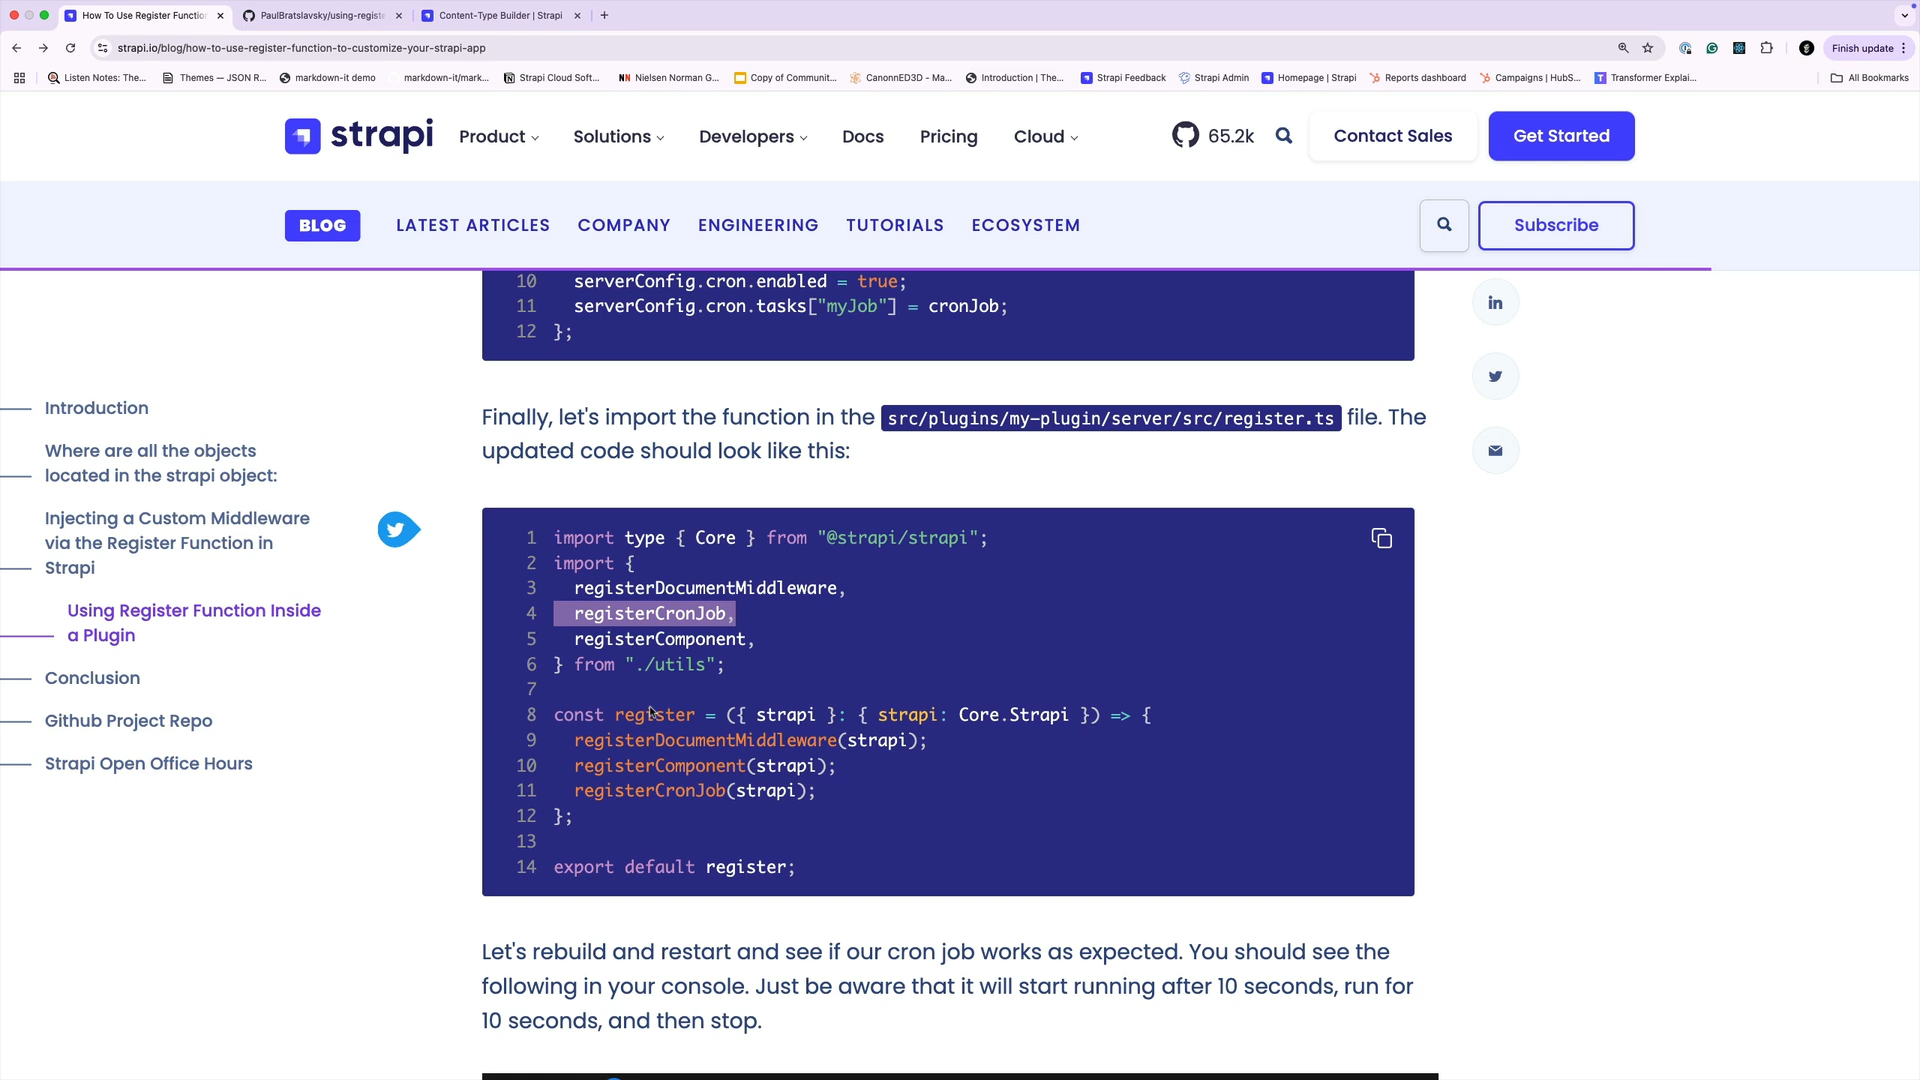 How To Use Register Function
PaulBratslavsky/using-registe
Content-Type Builder | Strapi
strapi.io/blog/how-to-use-register-function-to-customize-your-strapi-app
Finish update
Listen Notes: The...
Themes — JSON R...
markdown-it demo
markdown-it/mark...
Strapi Cloud Soft...
Nielsen Norman G...
Copy of Communit...
CanonnED3D - Ma...
Introduction | The...
Strapi Feedback
Strapi Admin
Homepage | Strapi
Reports dashboard
Campaigns | HubS...
Transformer Explai...
All Bookmarks
strapi
Product
Solutions
Developers
Docs
Pricing
Cloud
65.2k
Contact Sales
Get Started
BLOG
LATEST ARTICLES
COMPANY
ENGINEERING
TUTORIALS
ECOSYSTEM
Subscribe
10 serverConfig.cron.enabled = true;
11 serverConfig.cron.tasks["myJob"] = cronJob;
12 };
Introduction
Where are all the objects
located in the strapi object:
Injecting a Custom Middleware
via the Register Function in
Strapi
Using Register Function Inside
a Plugin
Conclusion
Github Project Repo
Strapi Open Office Hours
Finally, let's import the function in the src/plugins/my-plugin/server/src/register.ts file. The
updated code should look like this:
1 import type { Core } from "@strapi/strapi";
2 import {
3 registerDocumentMiddleware,
4 registerCronJob,
5 registerComponent,
6 } from "./utils";
7
8 const register = ({ strapi }: { strapi: Core.Strapi }) => {
9 registerDocumentMiddleware(strapi);
10 registerComponent(strapi);
11 registerCronJob(strapi);
12 };
13
14 export default register;
Let's rebuild and restart and see if our cron job works as expected. You should see the
following in your console. Just be aware that it will start running after 10 seconds, run for
10 seconds, and then stop.